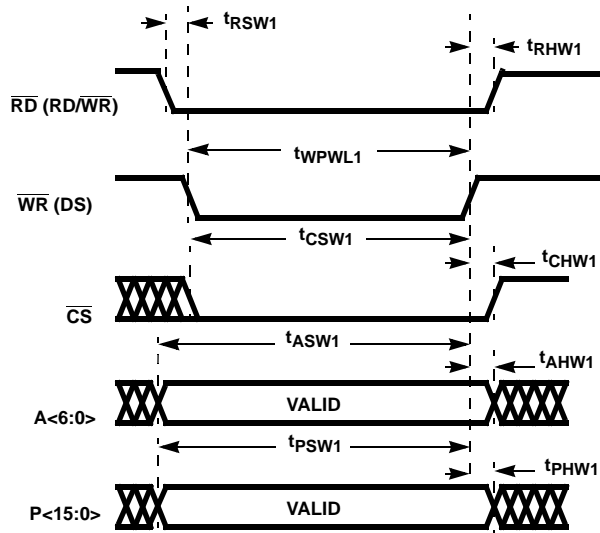 tRSW1
tRHW1
RD (RD/WR)
tWPWL1
WR (DS)
tCSW1
tCHW1
CS
tASW1
tAHW1
A<6:0>
VALID
tPSW1
tPHW1
P<15:0>
VALID